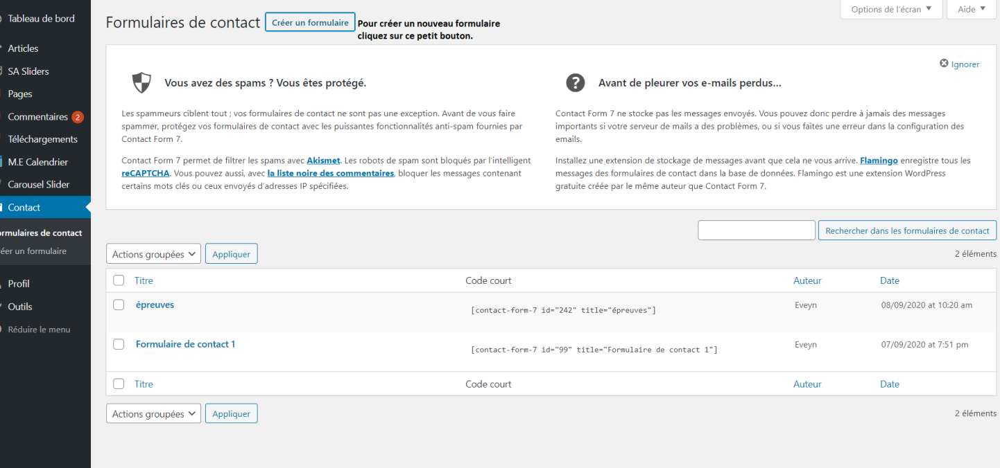 Options de l'écran ▼
Aide ▼
Tableau de bord
Articles
SA Sliders
Pages
Commentaires 2
Téléchargements
M.E Calendrier
Carousel Slider
Contact
ormulaires de contact
éer un formulaire
Profil
Outils
Réduire le menu
Formulaires de contact
Créer un formulaire
Pour créer un nouveau formulaire
cliquez sur ce petit bouton.
Ignorer
Vous avez des spams ? Vous êtes protégé.
Les spammeurs ciblent tout ; vos formulaires de contact ne sont pas une exception. Avant de vous faire
spammer, protégez vos formulaires de contact avec les puissantes fonctionnalités anti-spam fournies par
Contact Form 7.
Contact Form 7 permet de filtrer les spams avec Akismet. Les robots de spam sont bloqués par l'intelligent
reCAPTCHA. Vous pouvez aussi, avec la liste noire des commentaires, bloquer les messages contenant
certains mots clés ou ceux envoyés d'adresses IP spécifiées.
Avant de pleurer vos e-mails perdus…
Contact Form 7 ne stocke pas les messages envoyés. Vous pouvez donc perdre à jamais des messages
importants si votre serveur de mails a des problèmes, ou si vous faites une erreur dans la configuration des
emails.
Installez une extension de stockage de messages avant que cela ne vous arrive. Flamingo enregistre tous les
messages des formulaires de contact dans la base de données. Flamingo est une extension WordPress
gratuite créée par le même auteur que Contact Form 7.
Rechercher dans les formulaires de contact
Actions groupées
Appliquer
2 éléments
Titre Code court Auteur Date
épreuves [contact-form-7 id="242" title="épreuves"] Eveyn 08/09/2020 at 10:20 am
Formulaire de contact 1 [contact-form-7 id="99" title="Formulaire de contact 1"] Eveyn 07/09/2020 at 7:51 pm
Titre Code court Auteur Date
Actions groupées
Appliquer
2 éléments